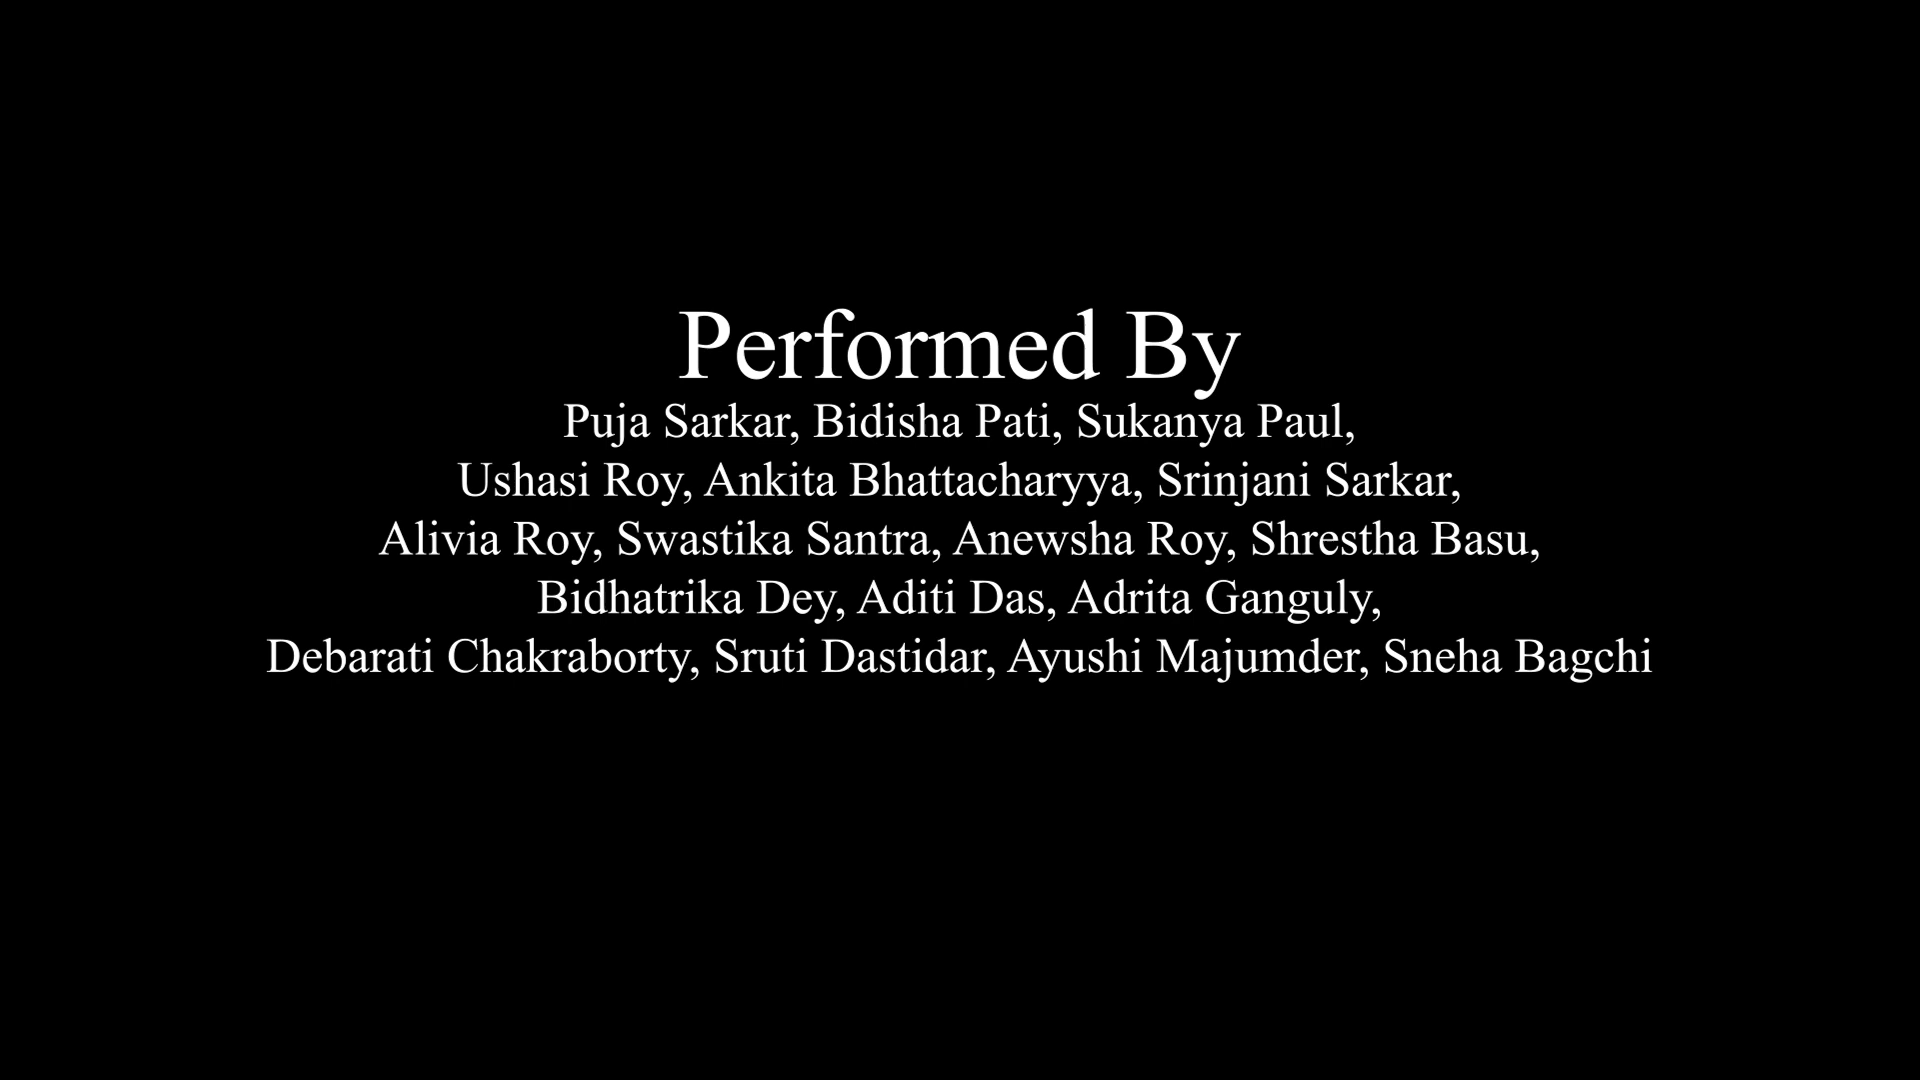 Performed By
Puja Sarkar, Bidisha Pati, Sukanya Paul,
Ushasi Roy, Ankita Bhattacharyya, Srinjani Sarkar,
Alivia Roy, Swastika Santra, Anewsha Roy, Shrestha Basu,
Bidhatrika Dey, Aditi Das, Adrita Ganguly,
Debarati Chakraborty, Sruti Dastidar, Ayushi Majumder, Sneha Bagchi